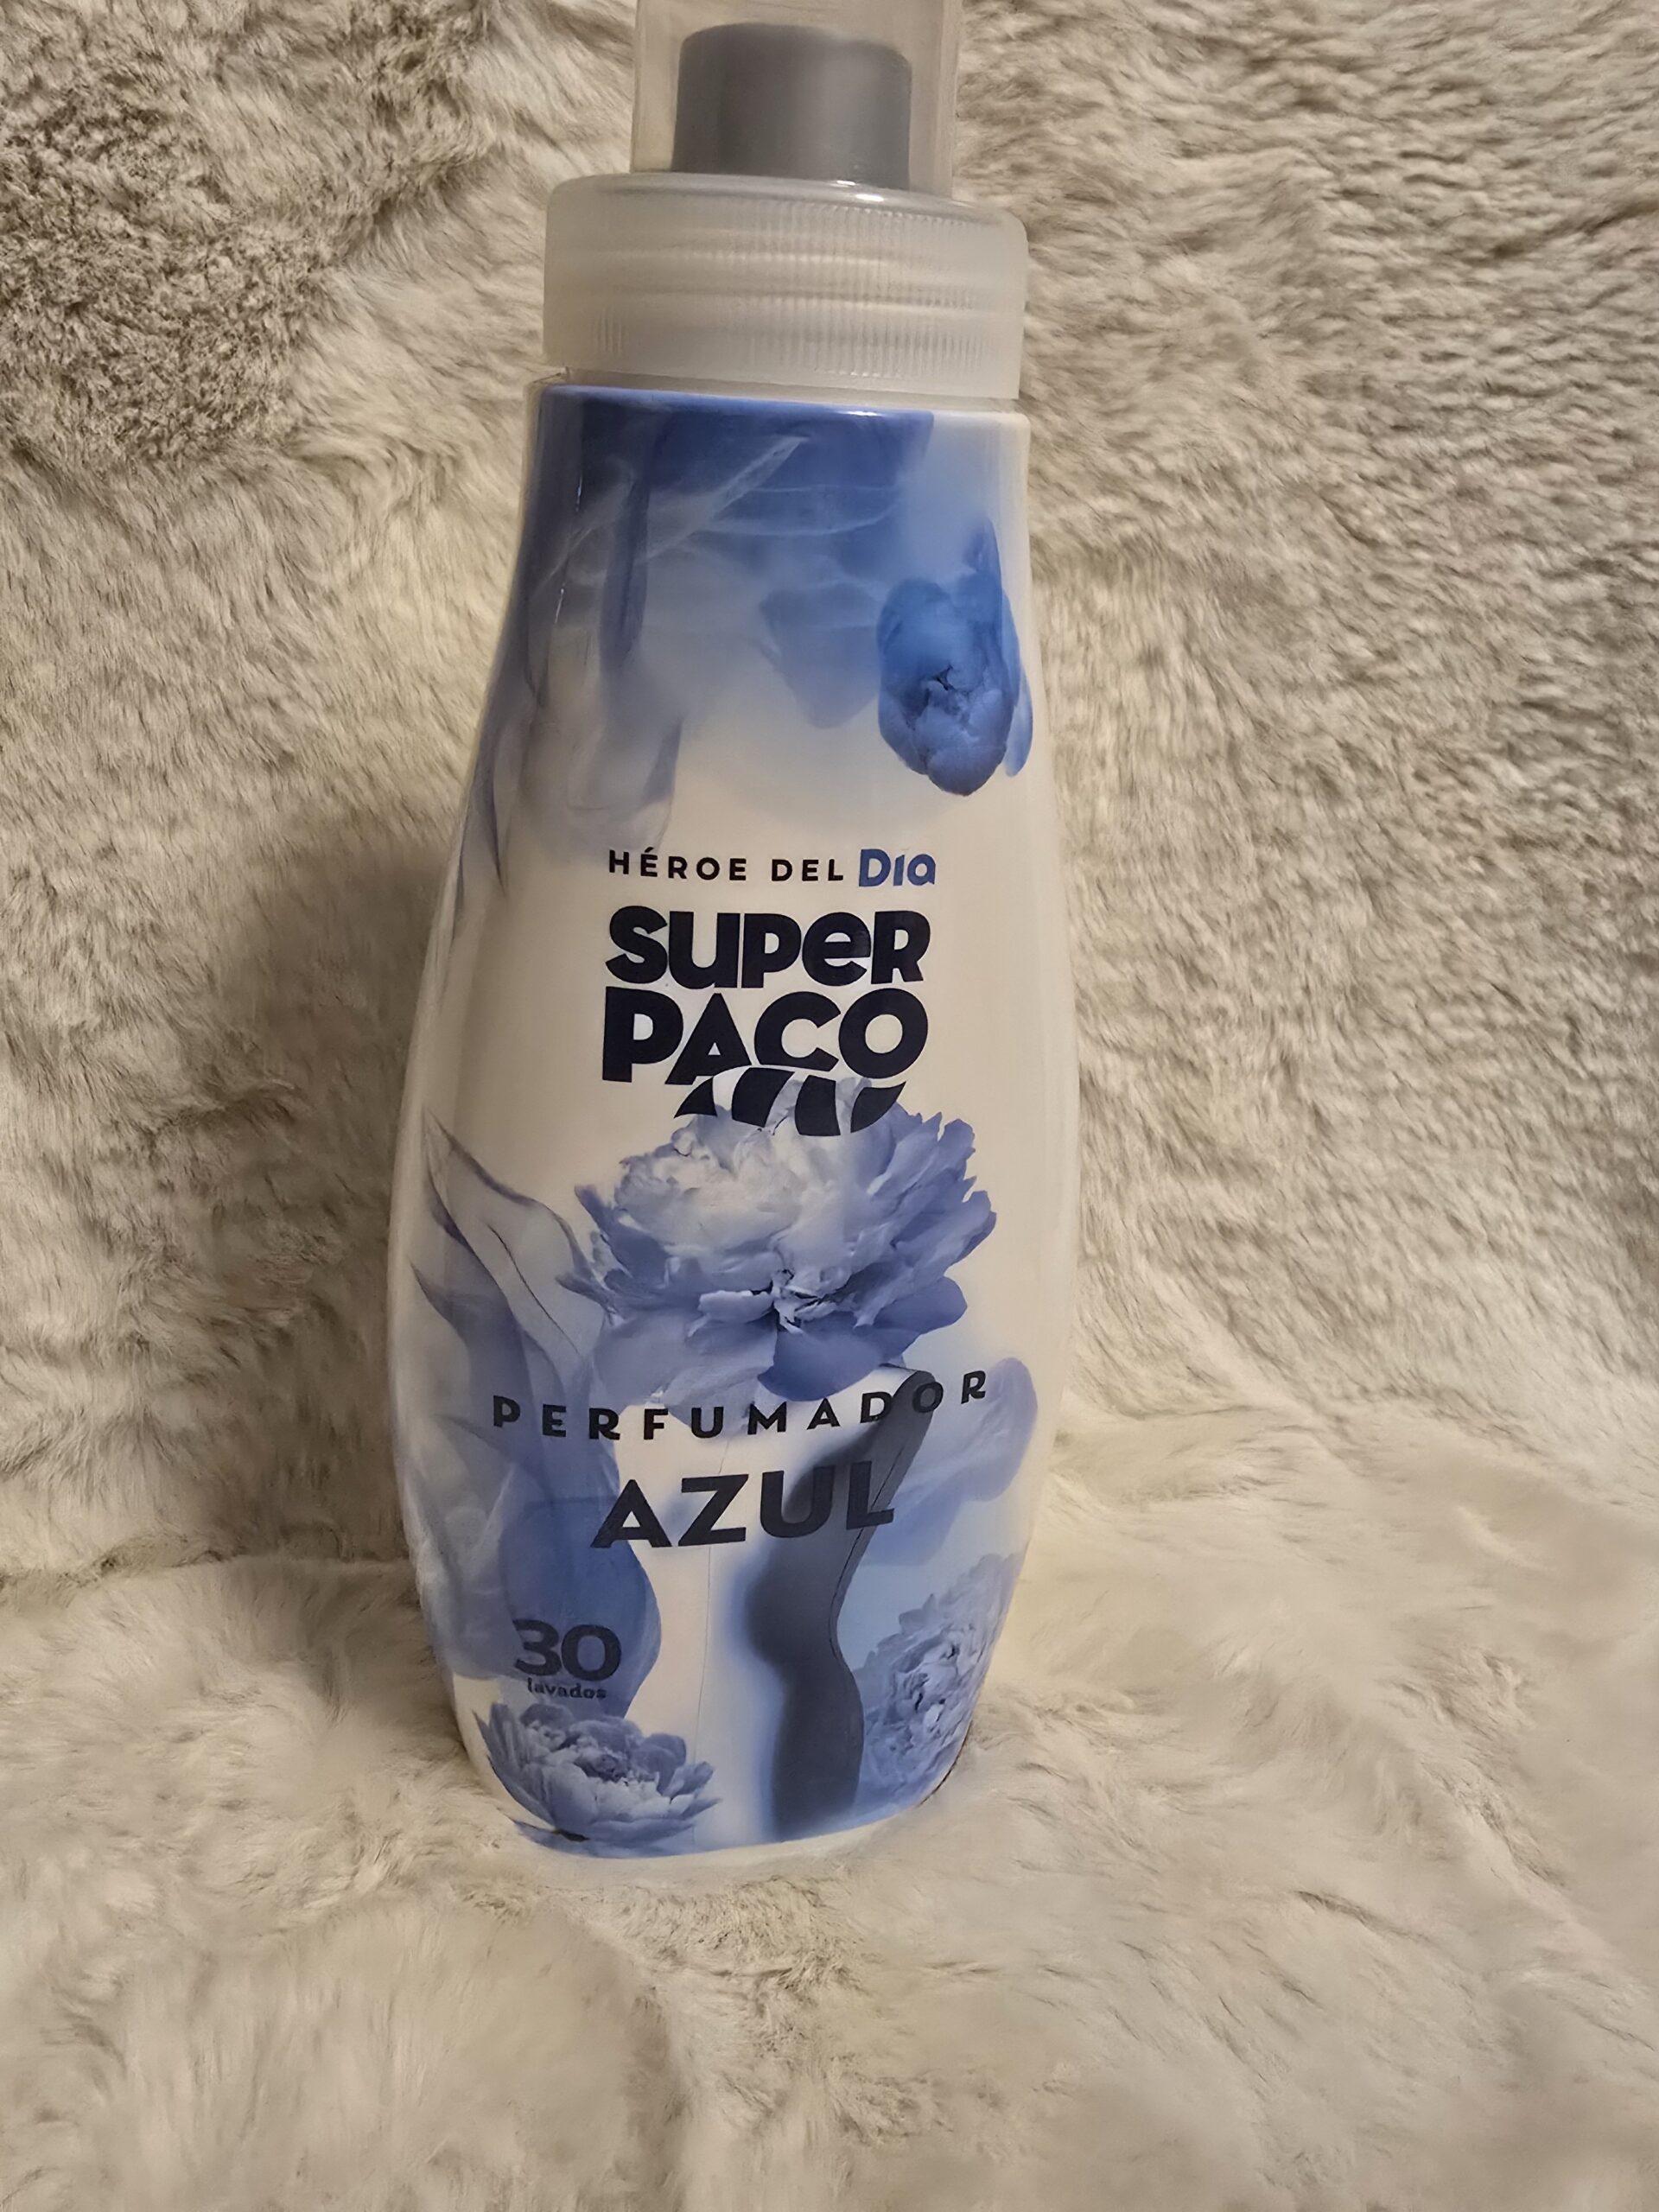 HÉROE DEL Dia
SUPER
PACO
PERFUMADOR
AZUL
30
lavados